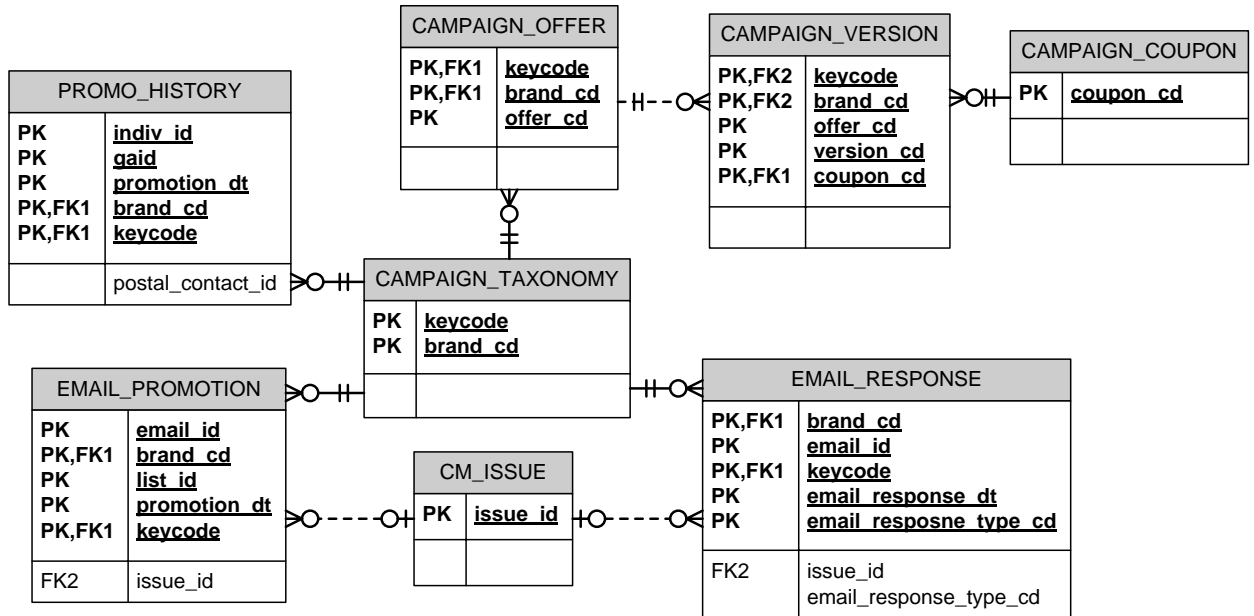 CAMPAIGN_OFFER
PK,FK1 keycode
PK,FK1 brand_cd
PK offer_cd
CAMPAIGN_VERSION
PK,FK2 keycode
PK,FK2 brand_cd
PK offer_cd
PK version_cd
PK,FK1 coupon_cd
CAMPAIGN_COUPON
PK coupon_cd
PROMO_HISTORY
PK indiv_id
PK gaid
PK promotion_dt
PK,FK1 brand_cd
PK,FK1 keycode
postal_contact_id
CAMPAIGN_TAXONOMY
PK keycode
PK brand_cd
EMAIL_PROMOTION
PK email_id
PK,FK1 brand_cd
PK list_id
PK promotion_dt
PK,FK1 keycode
FK2 issue_id
CM_ISSUE
PK issue_id
EMAIL_RESPONSE
PK,FK1 brand_cd
PK email_id
PK,FK1 keycode
PK email_response_dt
PK email_resposne_type_cd
FK2 issue_id
email_response_type_cd